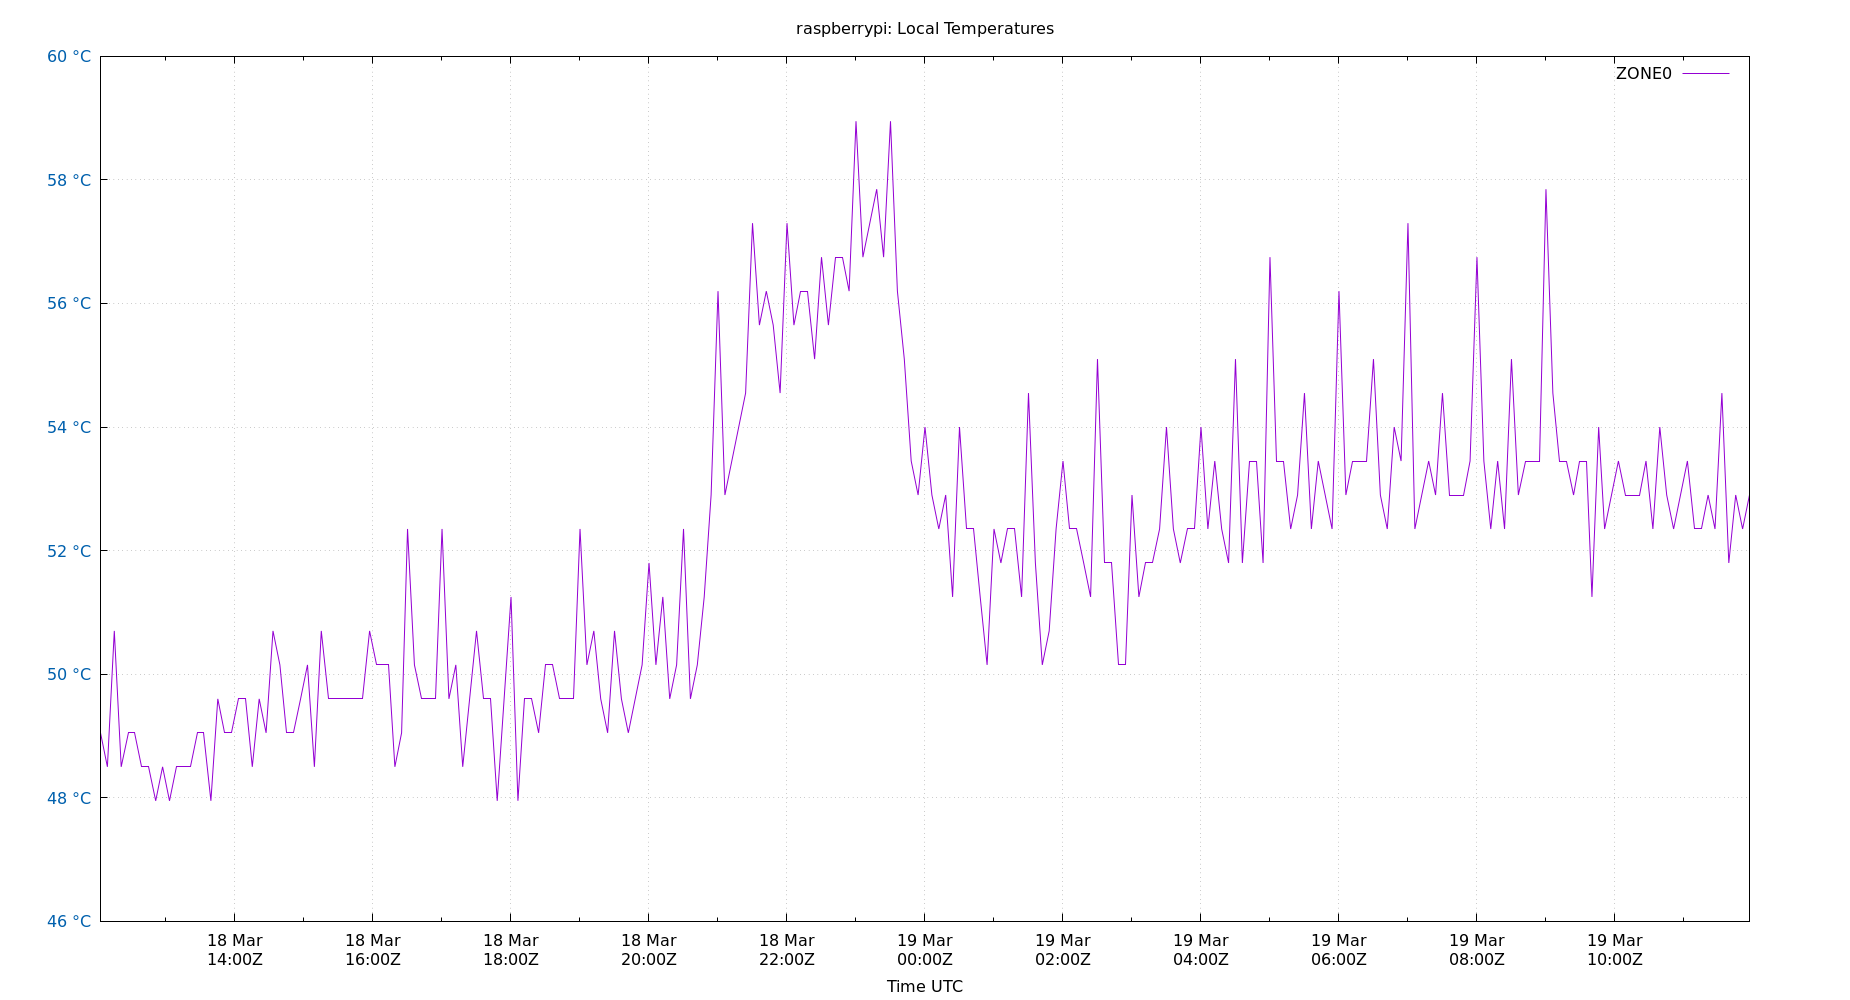 raspberrypi: Local Temperatures
60 °C
ZONE0
58 °C
56 °C
54 °C
52 °C
50 °C
48 °C
46 °C
18 Mar 18 Mar 18 Mar 18 Mar 18 Mar 19 Mar 19 Mar 19 Mar 19 Mar 19 Mar 19 Mar
14:00Z 16:00Z 18:00Z 20:00Z 22:00Z 00:00Z 02:00Z 04:00Z 06:00Z 08:00Z 10:00Z
Time UTC